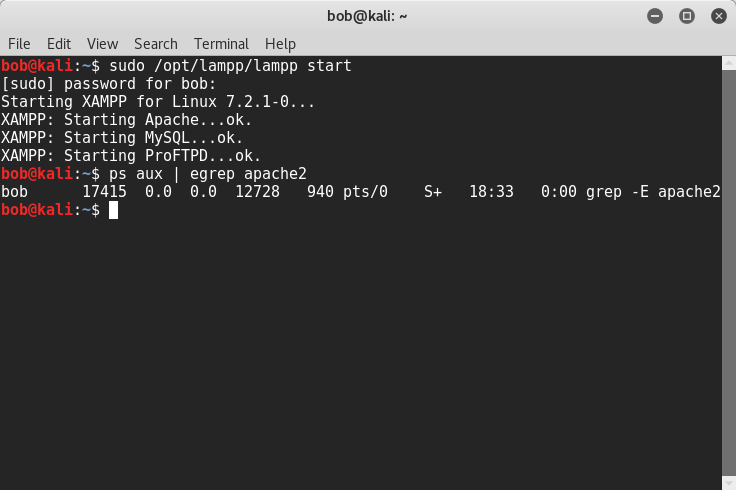 bob@kali: ~
File Edit View Search Terminal Help
bob@kali:~$ sudo /opt/lampp/lampp start
[sudo] password for bob:
Starting XAMPP for Linux 7.2.1-0...
XAMPP: Starting Apache...ok.
XAMPP: Starting MySQL...ok.
XAMPP: Starting ProFTPD...ok.
bob@kali:~$ ps aux | egrep apache2
bob      17415  0.0  0.0  12728   940 pts/0    S+   18:33   0:00 grep -E apache2
bob@kali:~$